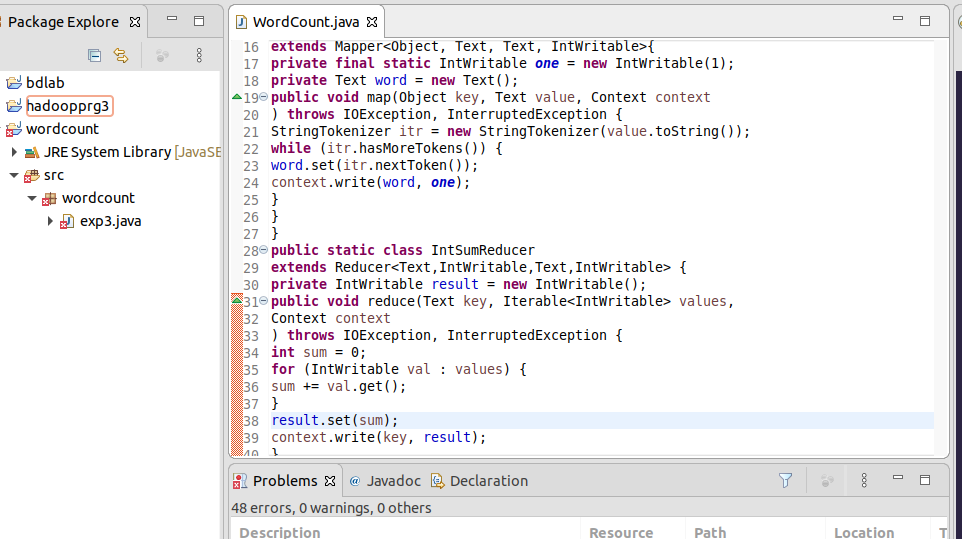 Package Explore
WordCount.java
bdlab
hadoopprg3
wordcount
JRE System Library [JavaSE
src
wordcount
exp3.java
16 extends Mapper<Object, Text, Text, IntWritable>{
17 private final static IntWritable one = new IntWritable(1);
18 private Text word = new Text();
19 public void map(Object key, Text value, Context context
20 ) throws IOException, InterruptedException {
21 StringTokenizer itr = new StringTokenizer(value.toString());
22 while (itr.hasMoreTokens()) {
23 word.set(itr.nextToken());
24 context.write(word, one);
25 }
26 }
27 }
28 public static class IntSumReducer
29 extends Reducer<Text,IntWritable,Text,IntWritable> {
30 private IntWritable result = new IntWritable();
31 public void reduce(Text key, Iterable<IntWritable> values,
32 Context context
33 ) throws IOException, InterruptedException {
34 int sum = 0;
35 for (IntWritable val : values) {
36 sum += val.get();
37 }
38 result.set(sum);
39 context.write(key, result);
40 }
Problems @ Javadoc Declaration
48 errors, 0 warnings, 0 others
Description Resource Path Location T